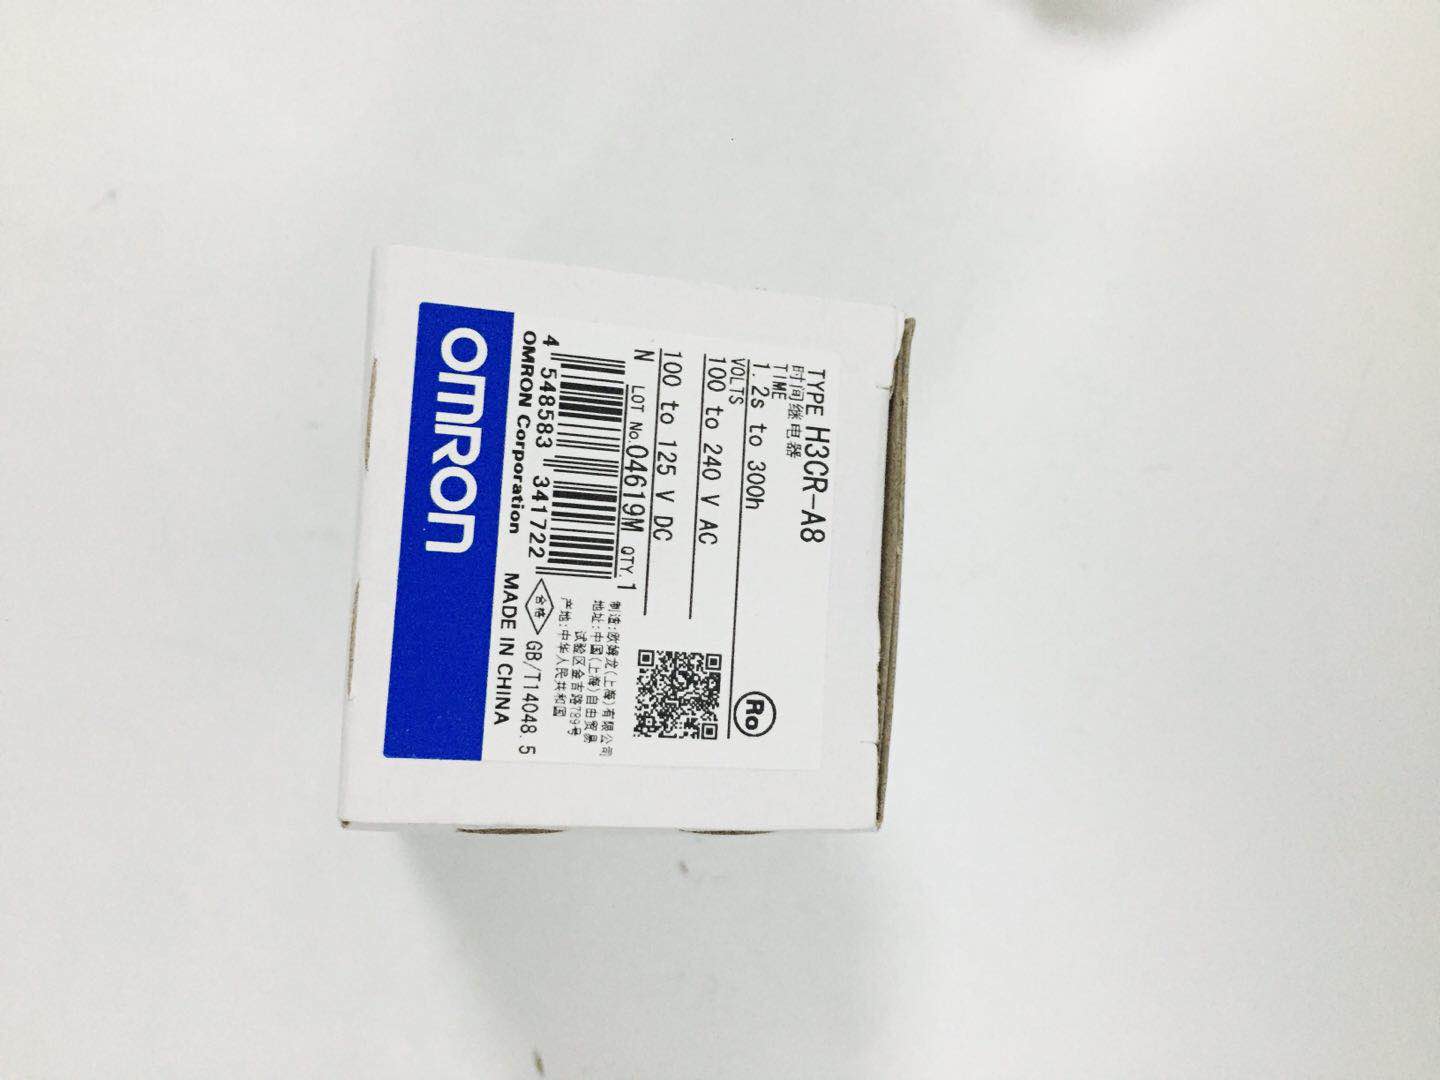 TYPE H3CR-A8
时间继电器
TIME
1.2s to 300h
VOLTS
100 to 240 V AC
100 to 125 V DC
N LOT No.04619M QTY.1
4 548583 341722
OMRON Corporation
MADE IN CHINA
合格 GB/T14048.5
制造:欧姆龙(上海)有限公司
地址:中国(上海)自由贸易
试验区金吉路789号
产地:中华人民共和国
Ro
OMRON